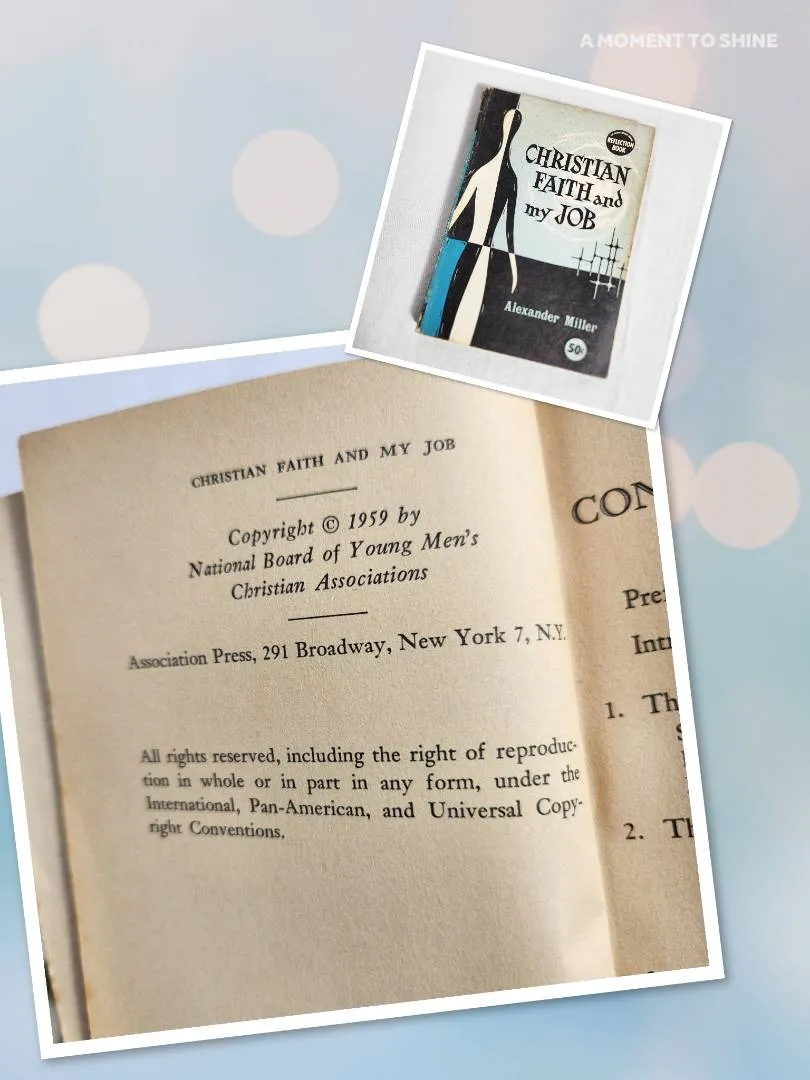 A MOMENT TO SHINE
REFLECTION
BOOK
CHRISTIAN
FAITH and
my JOB
Alexander Miller
50¢
CHRISTIAN FAITH AND MY JOB
Copyright © 1959 by
National Board of Young Men's
Christian Associations
Association Press, 291 Broadway, New York 7, N.Y.
All rights reserved, including the right of reproduc-
tion in whole or in part in any form, under the
International, Pan-American, and Universal Copy-
right Conventions.
CON
Pre
Intr
1. Th
2. Th